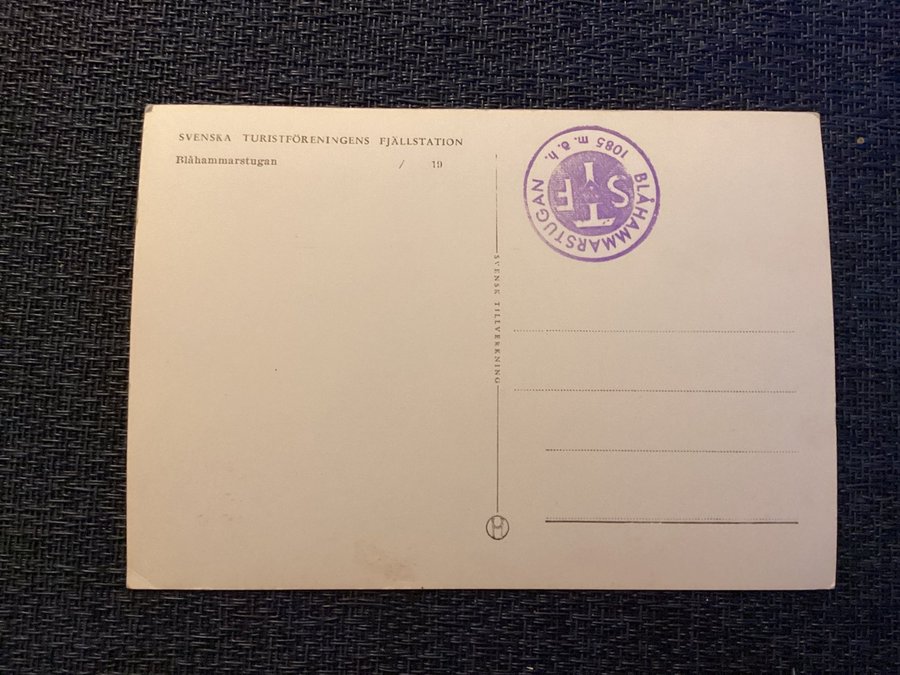 SVENSKA TURISTFÖRENINGENS FJÄLLSTATION
Blåhammarstugan / 19
BLÅHAMMARSTUGAN
1085 m.a.h.
STF
SVENSK TILLVERKNING
H